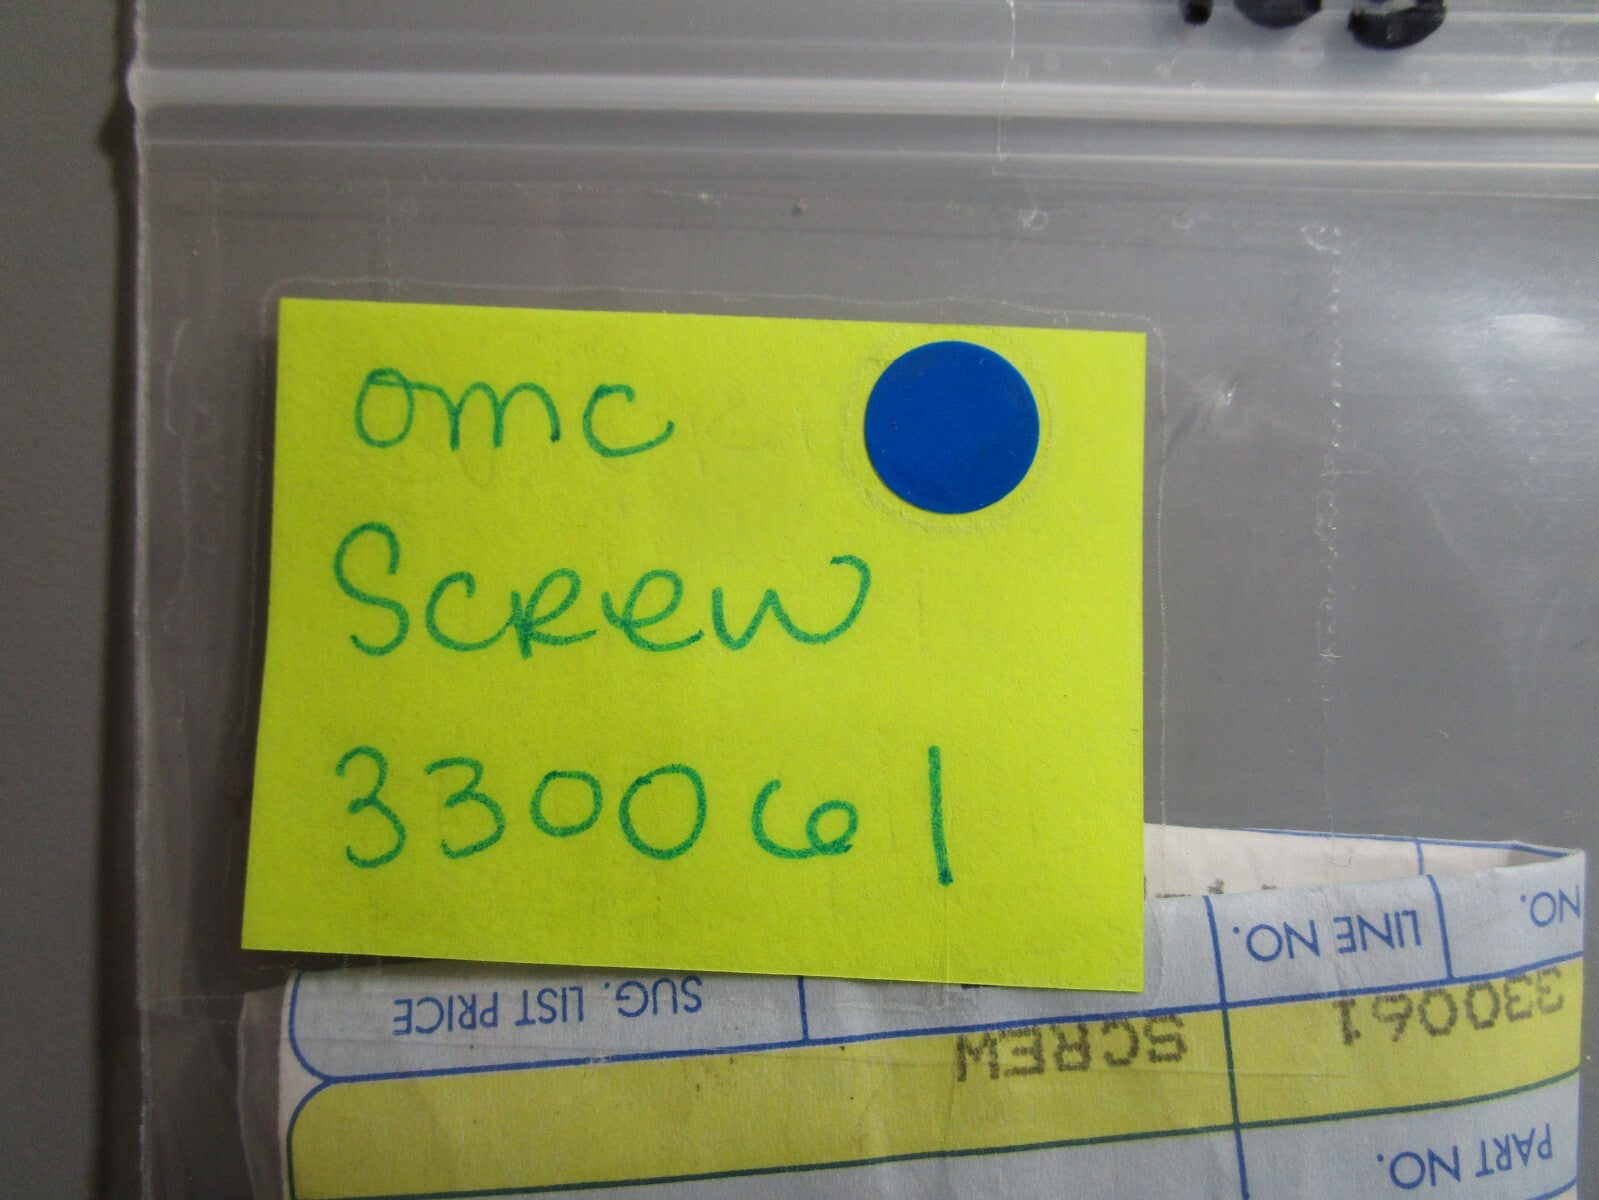 omc
Screw
330061
NO.
LINE NO.
SUG. LIST PRICE
330061
SCREW
PART NO.